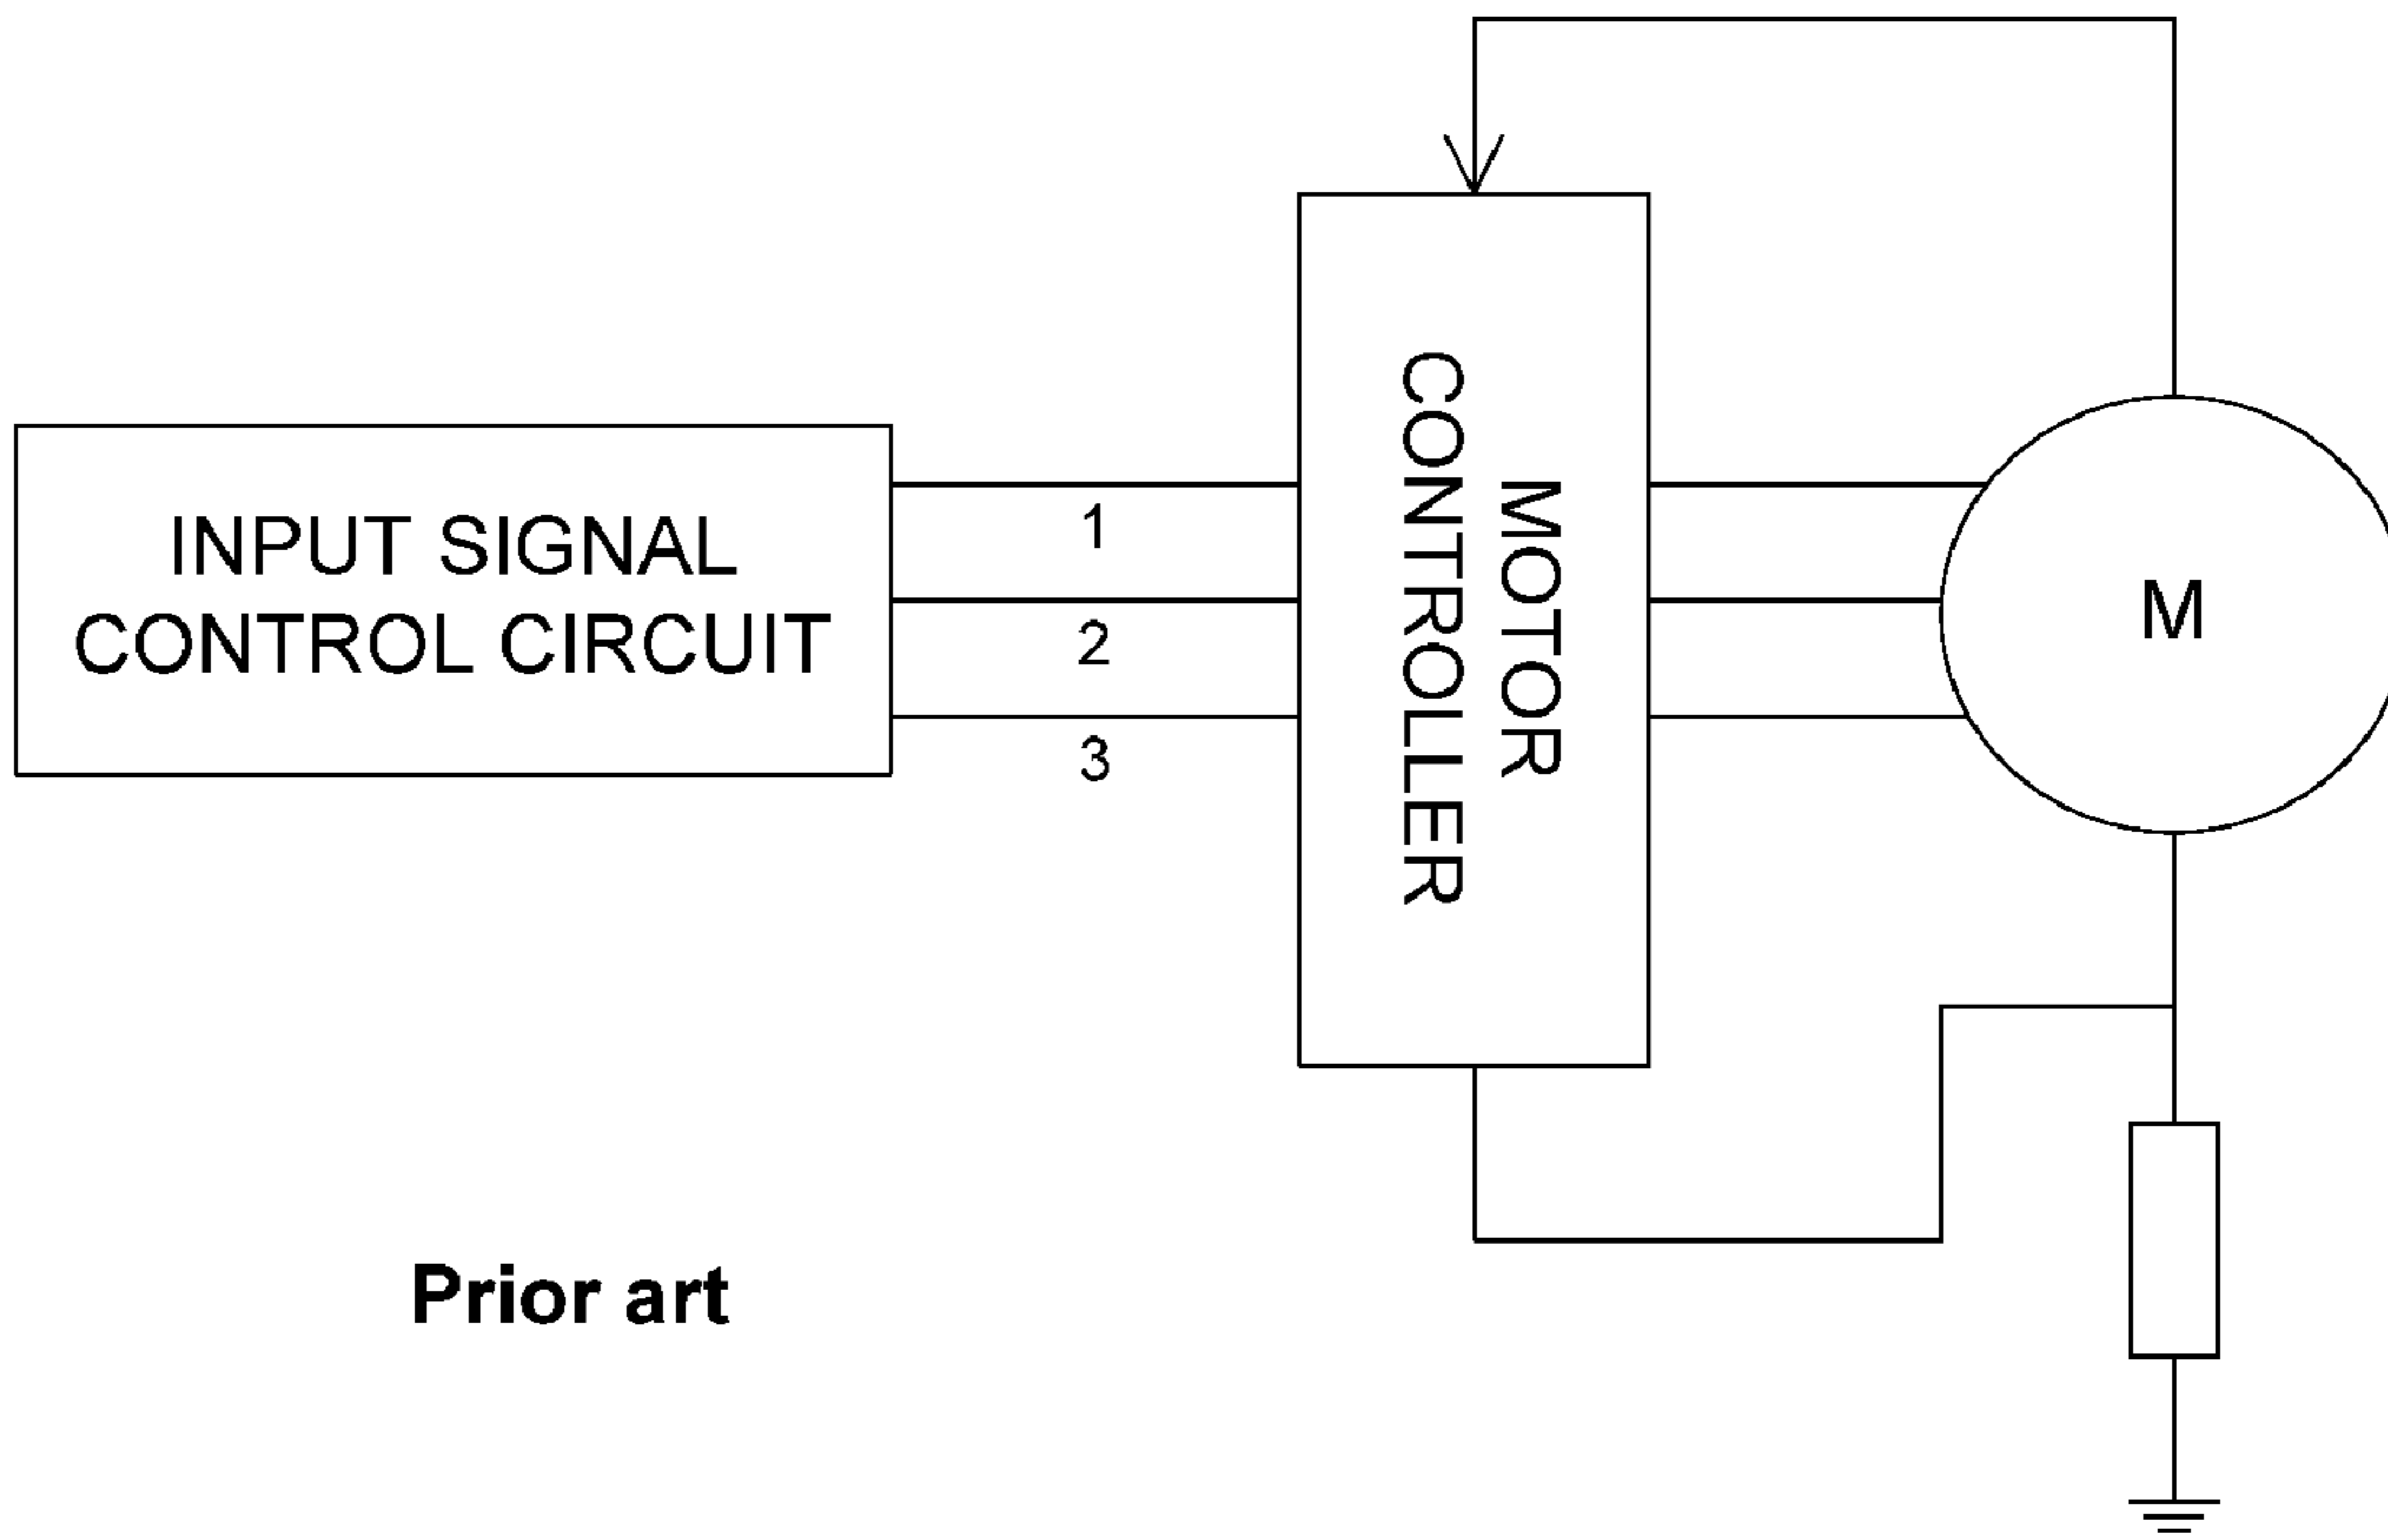 INPUT SIGNAL
CONTROL CIRCUIT
1
2
3
MOTOR
CONTROLLER
M
Prior art